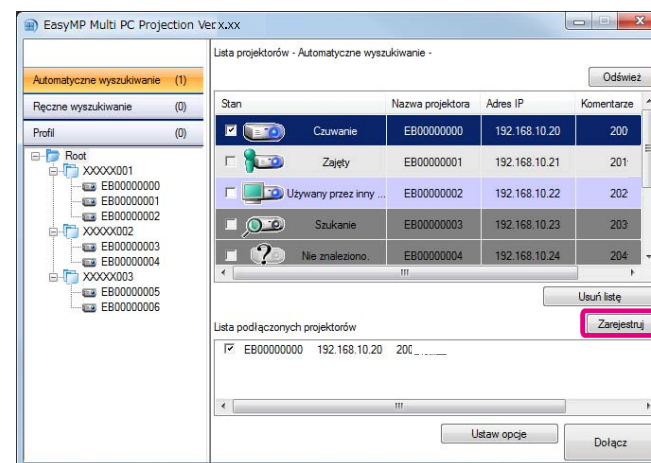 EasyMP Multi PC Projection Ver.x.xx
Lista projektorów - Automatyczne wyszukiwanie -
Automatyczne wyszukiwanie (1)
Ręczne wyszukiwanie (0)
Profil (0)
Root
XXXXX001
EB00000000
EB00000001
EB00000002
XXXXX002
EB00000003
EB00000004
XXXXX003
EB00000005
EB00000006
Odśwież
Stan Nazwa projektora Adres IP Komentarze
Czuwanie EB00000000 192.168.10.20 200
Zajęty EB00000001 192.168.10.21 201
Używany przez inny ... EB00000002 192.168.10.22 202
Szukanie EB00000003 192.168.10.23 203
Nie znaleziono. EB00000004 192.168.10.24 204
Usuń listę
Lista podłączonych projektorów
Zarejestruj
EB00000000 192.168.10.20 200
Ustaw opcje
Dołącz